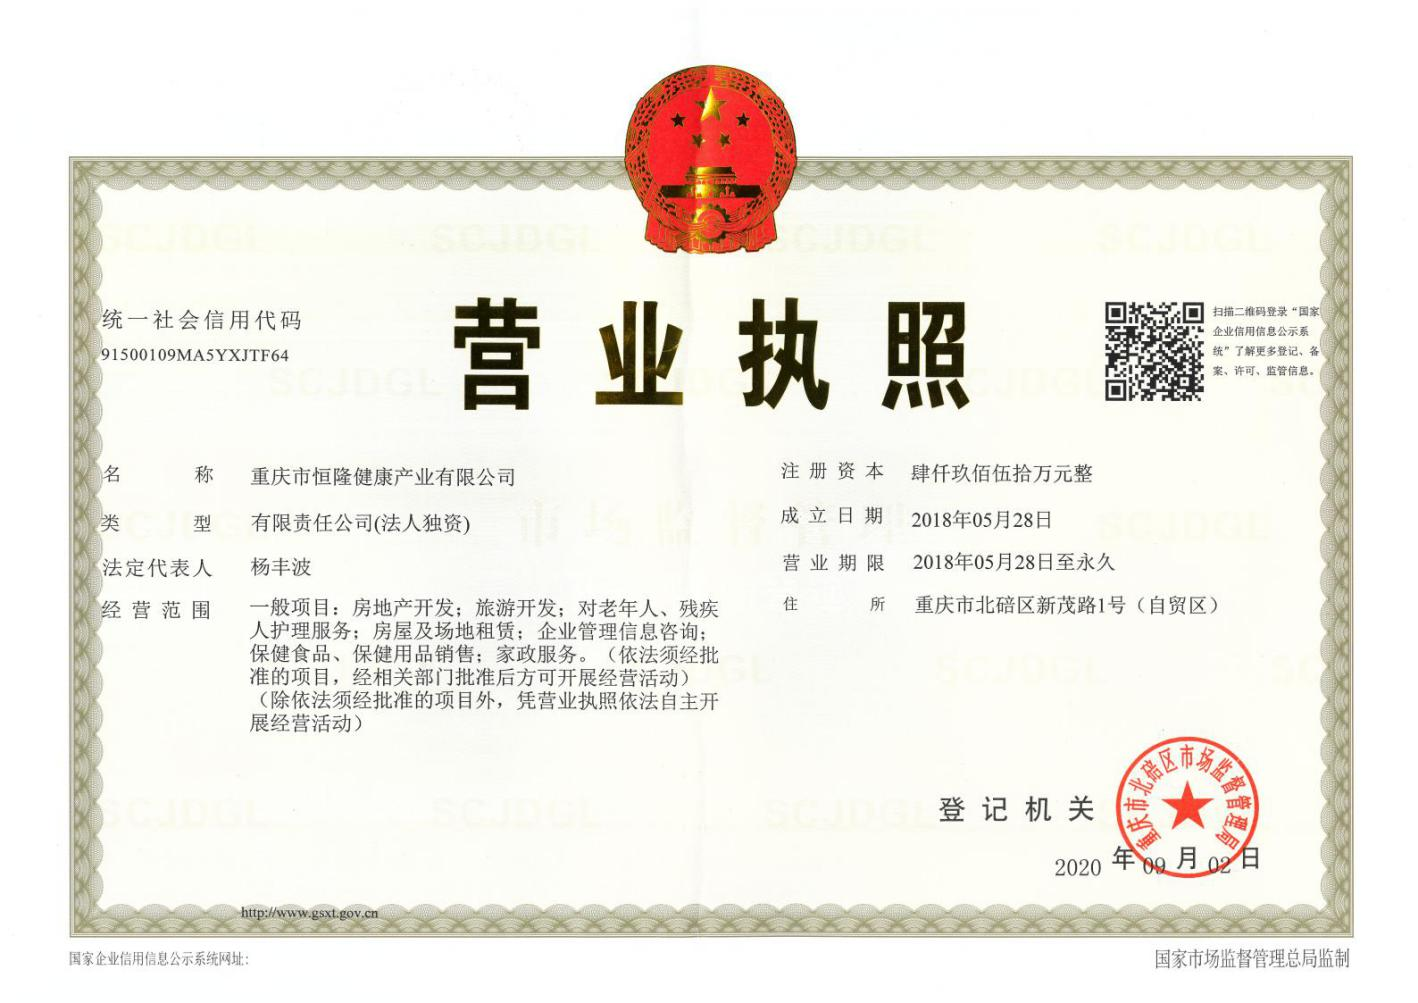 营业执照
统一社会信用代码
91500109MA5YXJTF64
扫描二维码登录“国家
企业信用信息公示系
统”了解更多登记、备
案、许可、监管信息。
名称 重庆市恒隆健康产业有限公司
类型 有限责任公司(法人独资)
法定代表人 杨丰波
经营范围 一般项目：房地产开发；旅游开发；对老年人、残疾
人护理服务；房屋及场地租赁；企业管理信息咨询；
保健食品、保健用品销售；家政服务。（依法须经批
准的项目，经相关部门批准后方可开展经营活动）
（除依法须经批准的项目外，凭营业执照依法自主开
展经营活动）
注册资本 肆仟玖佰伍拾万元整
成立日期 2018年05月28日
营业期限 2018年05月28日至永久
住所 重庆市北碚区新茂路1号（自贸区）
登记机关
重庆市北碚区市场监督管理局
2020 年 09 月 02 日
http://www.gsxt.gov.cn
国家企业信用信息公示系统网址：
国家市场监督管理总局监制
SCJDGL
市场监督管理